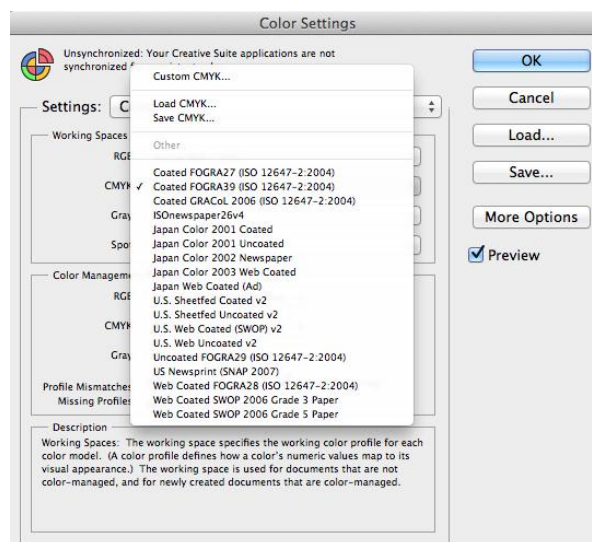 Color Settings
Unsynchronized: Your Creative Suite applications are not
synchronized
OK
Cancel
Load...
Save...
More Options
Preview
Settings: C
Working Spaces
RGB
CMYK
Gray
Spot
Custom CMYK...
Load CMYK...
Save CMYK...
Other
Coated FOGRA27 (ISO 12647-2:2004)
✓ Coated FOGRA39 (ISO 12647-2:2004)
Coated GRACoL 2006 (ISO 12647-2:2004)
ISOnewspaper26v4
Japan Color 2001 Coated
Japan Color 2001 Uncoated
Japan Color 2002 Newspaper
Japan Color 2003 Web Coated
Japan Web Coated (Ad)
U.S. Sheetfed Coated v2
U.S. Sheetfed Uncoated v2
U.S. Web Coated (SWOP) v2
U.S. Web Uncoated v2
Uncoated FOGRA29 (ISO 12647-2:2004)
US Newsprint (SNAP 2007)
Web Coated FOGRA28 (ISO 12647-2:2004)
Web Coated SWOP 2006 Grade 3 Paper
Web Coated SWOP 2006 Grade 5 Paper
Color Manageme
RGB
CMYK
Gray
Profile Mismatches
Missing Profiles
Description
Working Spaces: The working space specifies the working color profile for each
color model. (A color profile defines how a color's numeric values map to its
visual appearance.) The working space is used for documents that are not
color-managed, and for newly created documents that are color-managed.